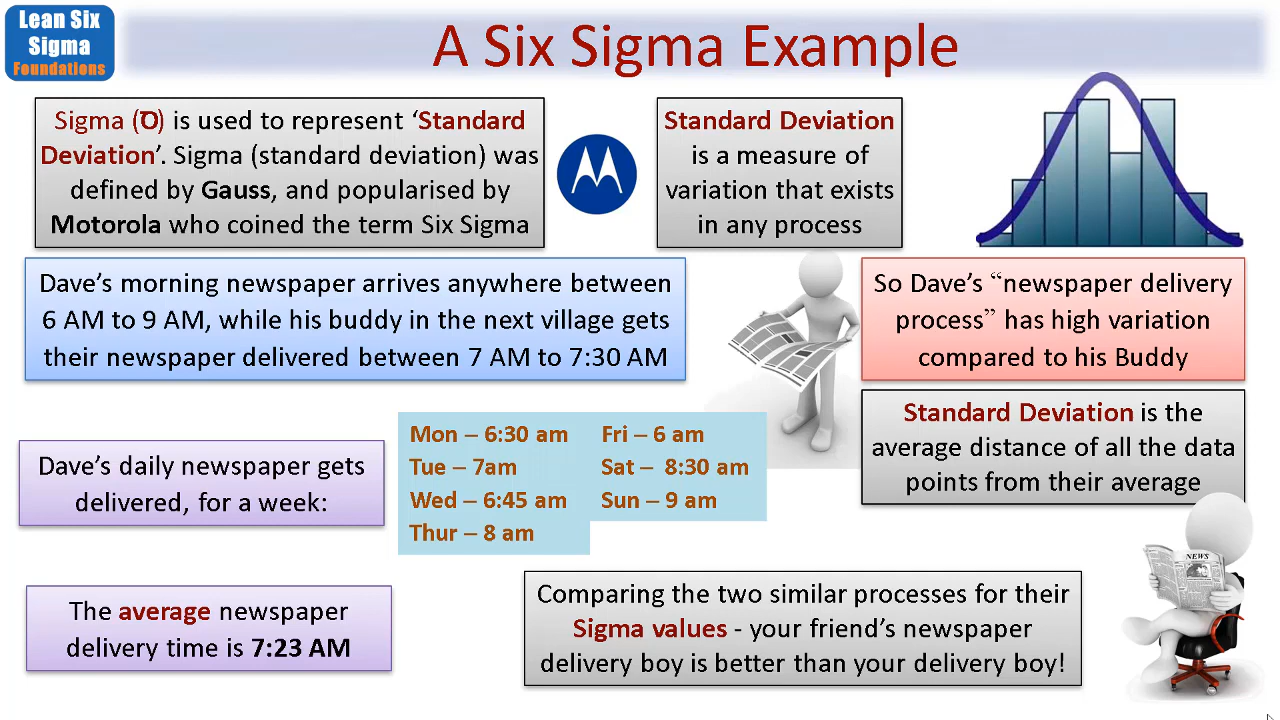 Lean Six
Sigma
Foundations
A Six Sigma Example
Sigma (Ծ) is used to represent ‘Standard
Deviation’. Sigma (standard deviation) was
defined by Gauss, and popularised by
Motorola who coined the term Six Sigma
Standard Deviation
is a measure of
variation that exists
in any process
Dave’s morning newspaper arrives anywhere between
6 AM to 9 AM, while his buddy in the next village gets
their newspaper delivered between 7 AM to 7:30 AM
So Dave’s “newspaper delivery
process” has high variation
compared to his Buddy
Standard Deviation is the
average distance of all the data
points from their average
Dave’s daily newspaper gets
delivered, for a week:
Mon – 6:30 am
Tue – 7am
Wed – 6:45 am
Thur – 8 am
Fri – 6 am
Sat – 8:30 am
Sun – 9 am
The average newspaper
delivery time is 7:23 AM
Comparing the two similar processes for their
Sigma values - your friend’s newspaper
delivery boy is better than your delivery boy!
NEWS